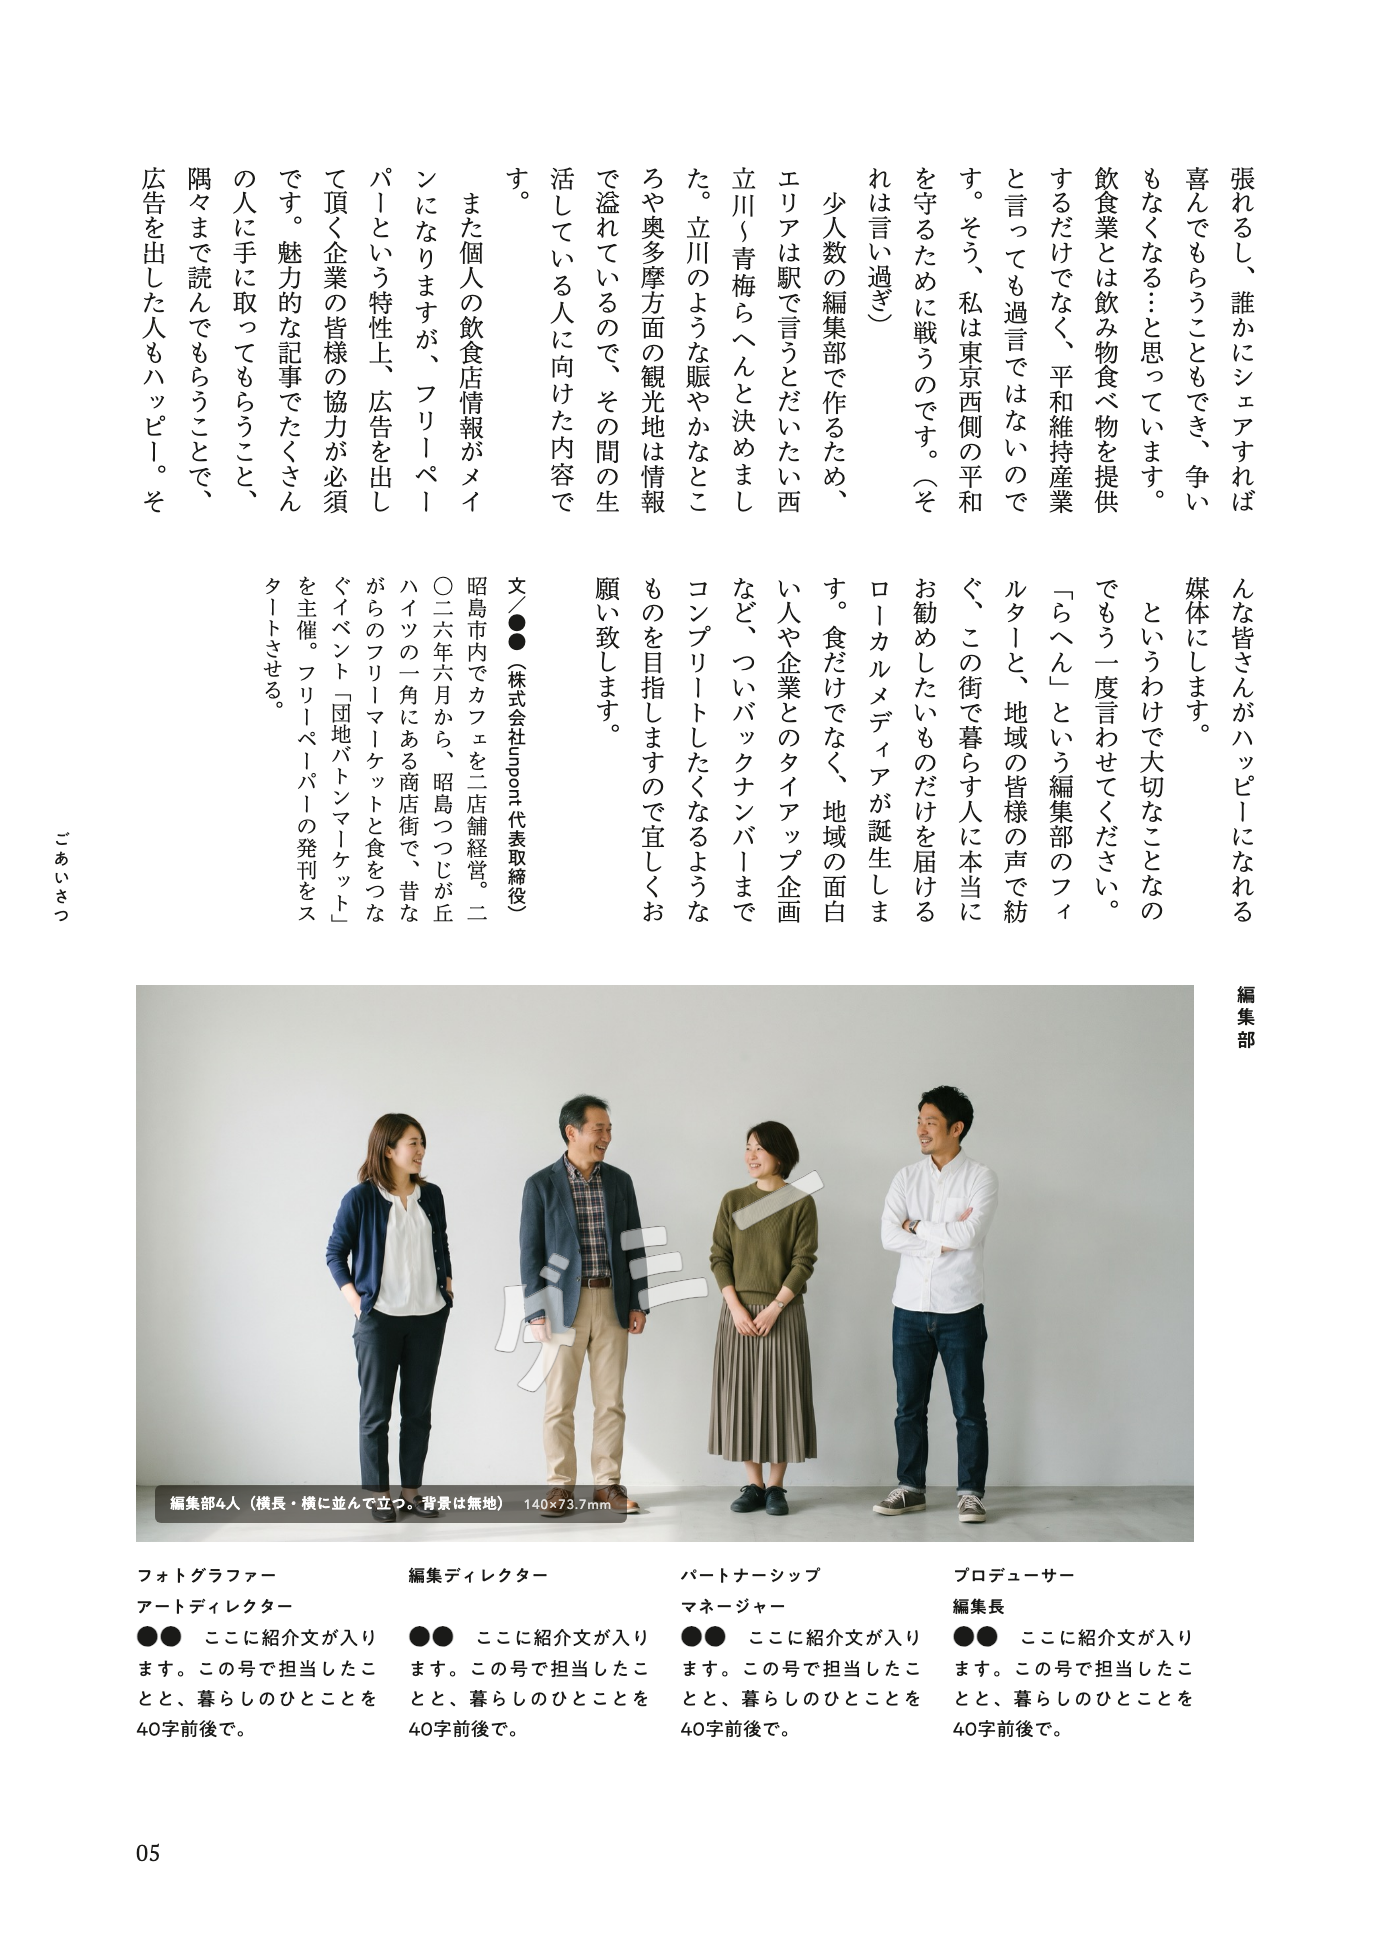 張れるし、誰かにシェアすれば
喜んでもらうこともでき、争い
もなくなる…と思っています。
飲食業とは飲み物食べ物を提供
するだけでなく、平和維持産業
と言っても過言ではないので
す。そう、私は東京西側の平和
を守るために戦うのです。（そ
れは言い過ぎ）
　少人数の編集部で作るため、
エリアは駅で言うとだいたい西
立川〜青梅らへんと決めまし
た。立川のような賑やかなとこ
ろや奥多摩方面の観光地は情報
で溢れているので、その間の生
活している人に向けた内容で
す。
　また個人の飲食店情報がメイ
ンになりますが、フリーペー
パーという特性上、広告を出し
て頂く企業の皆様の協力が必須
です。魅力的な記事でたくさん
の人に手に取ってもらうこと、
隅々まで読んでもらうことで、
広告を出した人もハッピー。そ
んな皆さんがハッピーになれる
媒体にします。
　というわけで大切なことなの
でもう一度言わせてください。
「らへん」という編集部のフィ
ルターと、地域の皆様の声で紡
ぐ、この街で暮らす人に本当に
お勧めしたいものだけを届ける
ローカルメディアが誕生しま
す。食だけでなく、地域の面白
い人や企業とのタイアップ企画
など、ついバックナンバーまで
コンプリートしたくなるような
ものを目指しますので宜しくお
願い致します。
文／●●（株式会社unpont 代表取締役）
昭島市内でカフェを二店舗経営。二
〇二六年六月から、昭島つつじが丘
ハイツの一角にある商店街で、昔な
がらのフリーマーケットと食をつな
ぐイベント「団地バトンマーケット」
を主催。フリーペーパーの発刊をス
タートさせる。
ごあいさつ
編集部
ダミー
編集部4人（横長・横に並んで立つ。背景は無地）　140×73.7mm
フォトグラファー
アートディレクター
●●　ここに紹介文が入り
ます。この号で担当したこ
とと、暮らしのひとことを
40字前後で。
編集ディレクター
●●　ここに紹介文が入り
ます。この号で担当したこ
とと、暮らしのひとことを
40字前後で。
パートナーシップ
マネージャー
●●　ここに紹介文が入り
ます。この号で担当したこ
とと、暮らしのひとことを
40字前後で。
プロデューサー
編集長
●●　ここに紹介文が入り
ます。この号で担当したこ
とと、暮らしのひとことを
40字前後で。
05